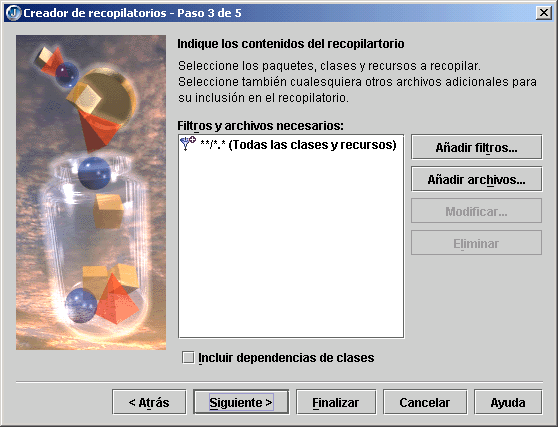 Creador de recopilatorios - Paso 3 de 5
Indique los contenidos del recopilartorio
Seleccione los paquetes, clases y recursos a recopilar.
Seleccione también cualesquiera otros archivos adicionales para
su inclusión en el recopilatorio.
Filtros y archivos necesarios:
**/*.* (Todas las clases y recursos)
Añadir filtros...
Añadir archivos...
Modificar...
Eliminar
Incluir dependencias de clases
< Atrás
Siguiente >
Finalizar
Cancelar
Ayuda